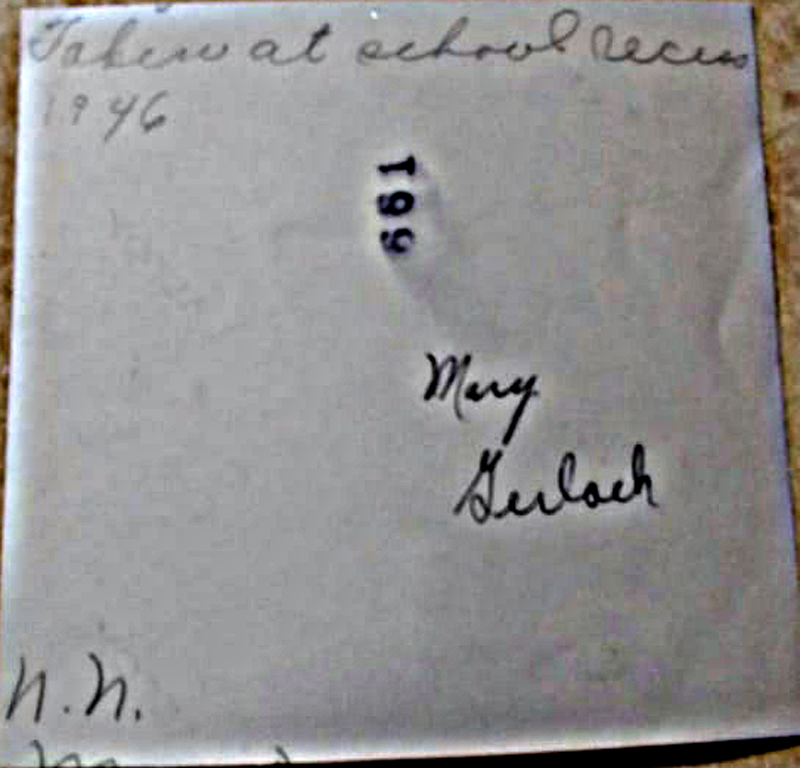 Taken at school recess
1946
199
Mary
Gerlach
N.N.